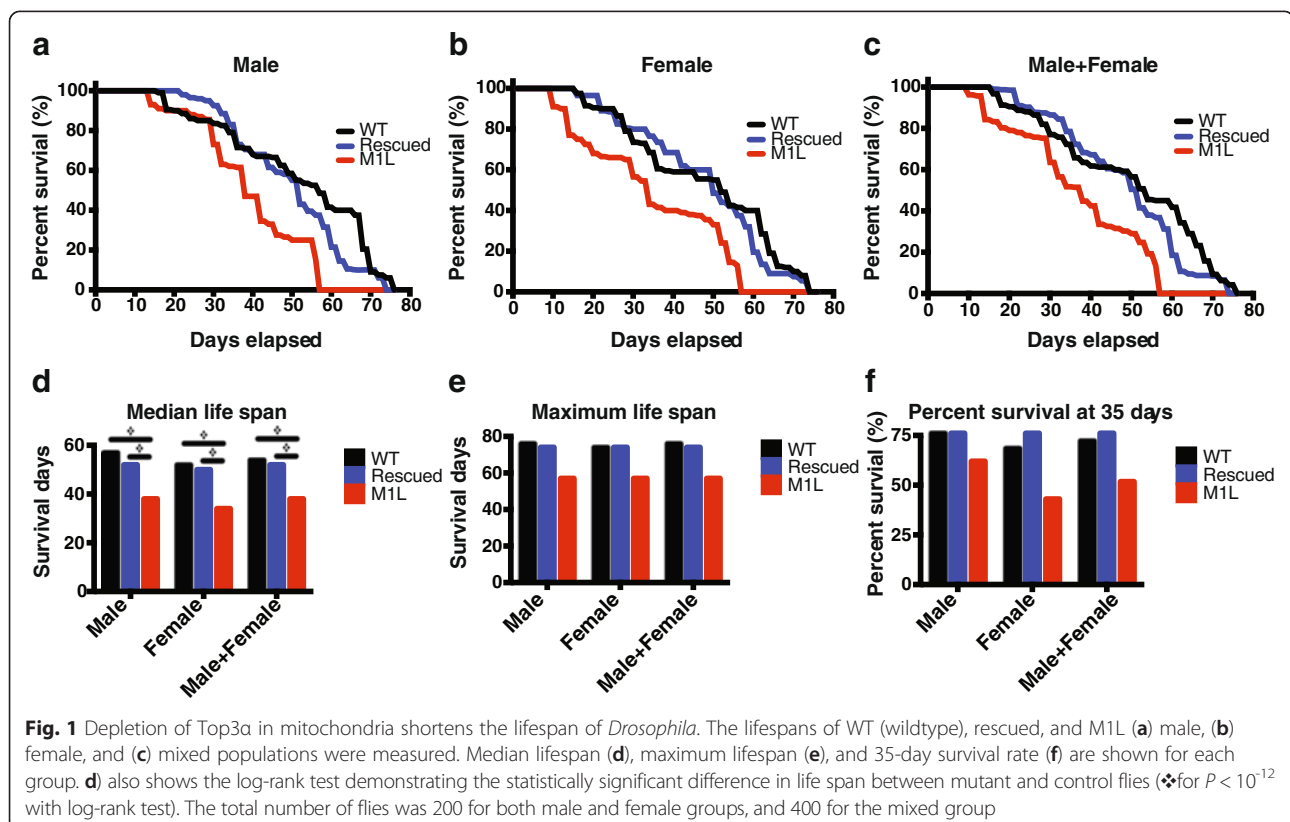 a
Male
Percent survival (%)
100
80
60
40
20
0
0 10 20 30 40 50 60 70 80
Days elapsed
WT
Rescued
M1L
b
Female
Percent survial (%)
100
80
60
40
20
0
0 10 20 30 40 50 60 70 80
Days elapsed
WT
Rescued
M1L
c
Male+Female
Percent survival (%)
100
80
60
40
20
0
0 10 20 30 40 50 60 70 80
Days elapsed
WT
Rescued
M1L
d
Median life span
Survival days
60
40
20
0
Male
Female
Male+Female
WT
Rescued
M1L
e
Maximum life span
Survival days
80
60
40
20
0
Male
Female
Male+Female
WT
Rescued
M1L
f
Percent survival at 35 days
Percent survival (%)
75
50
25
0
Male
Female
Male+Female
WT
Rescued
M1L
Fig. 1 Depletion of Top3α in mitochondria shortens the lifespan of Drosophila. The lifespans of WT (wildtype), rescued, and M1L (a) male, (b)
female, and (c) mixed populations were measured. Median lifespan (d), maximum lifespan (e), and 35-day survival rate (f) are shown for each
group. d) also shows the log-rank test demonstrating the statistically significant difference in life span between mutant and control flies (❖for P < 10⁻¹²
with log-rank test). The total number of flies was 200 for both male and female groups, and 400 for the mixed group